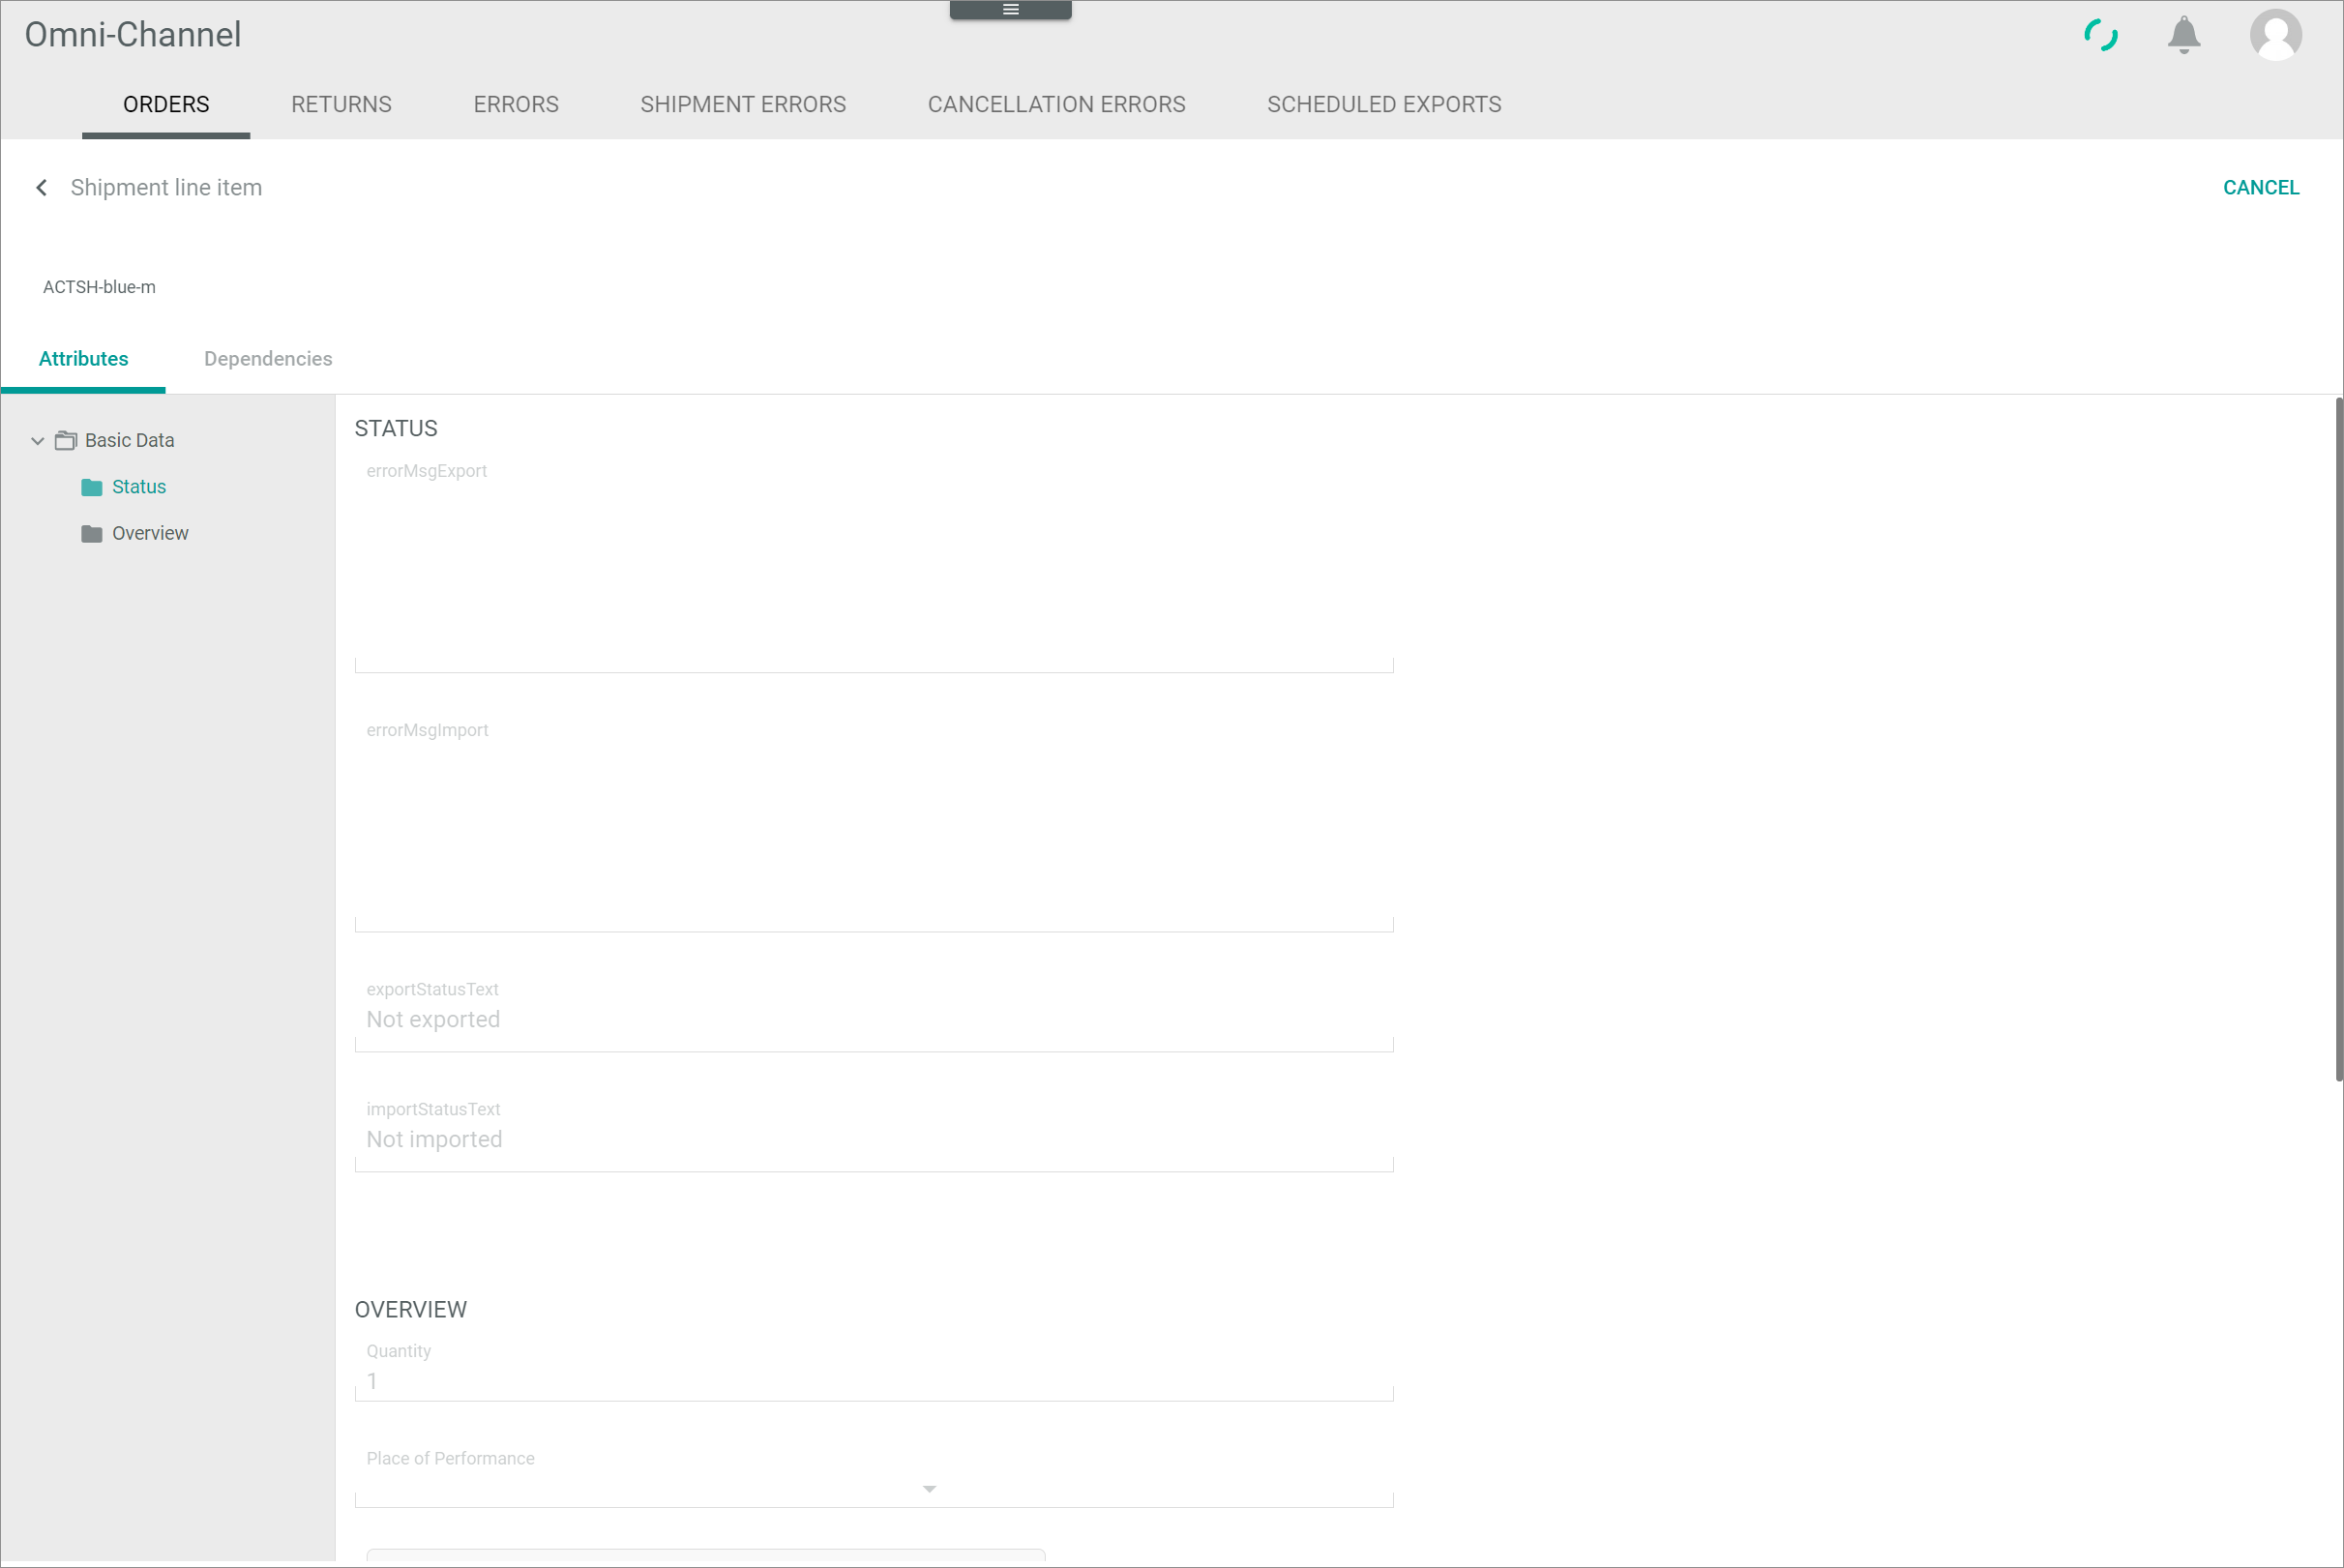 Omni-Channel
ORDERS RETURNS ERRORS SHIPMENT ERRORS CANCELLATION ERRORS SCHEDULED EXPORTS
Shipment line item CANCEL
ACTSH-blue-m
Attributes Dependencies
Basic Data
Status
Overview
STATUS
errorMsgExport
errorMsgImport
exportStatusText
Not exported
importStatusText
Not imported
OVERVIEW
Quantity
1
Place of Performance